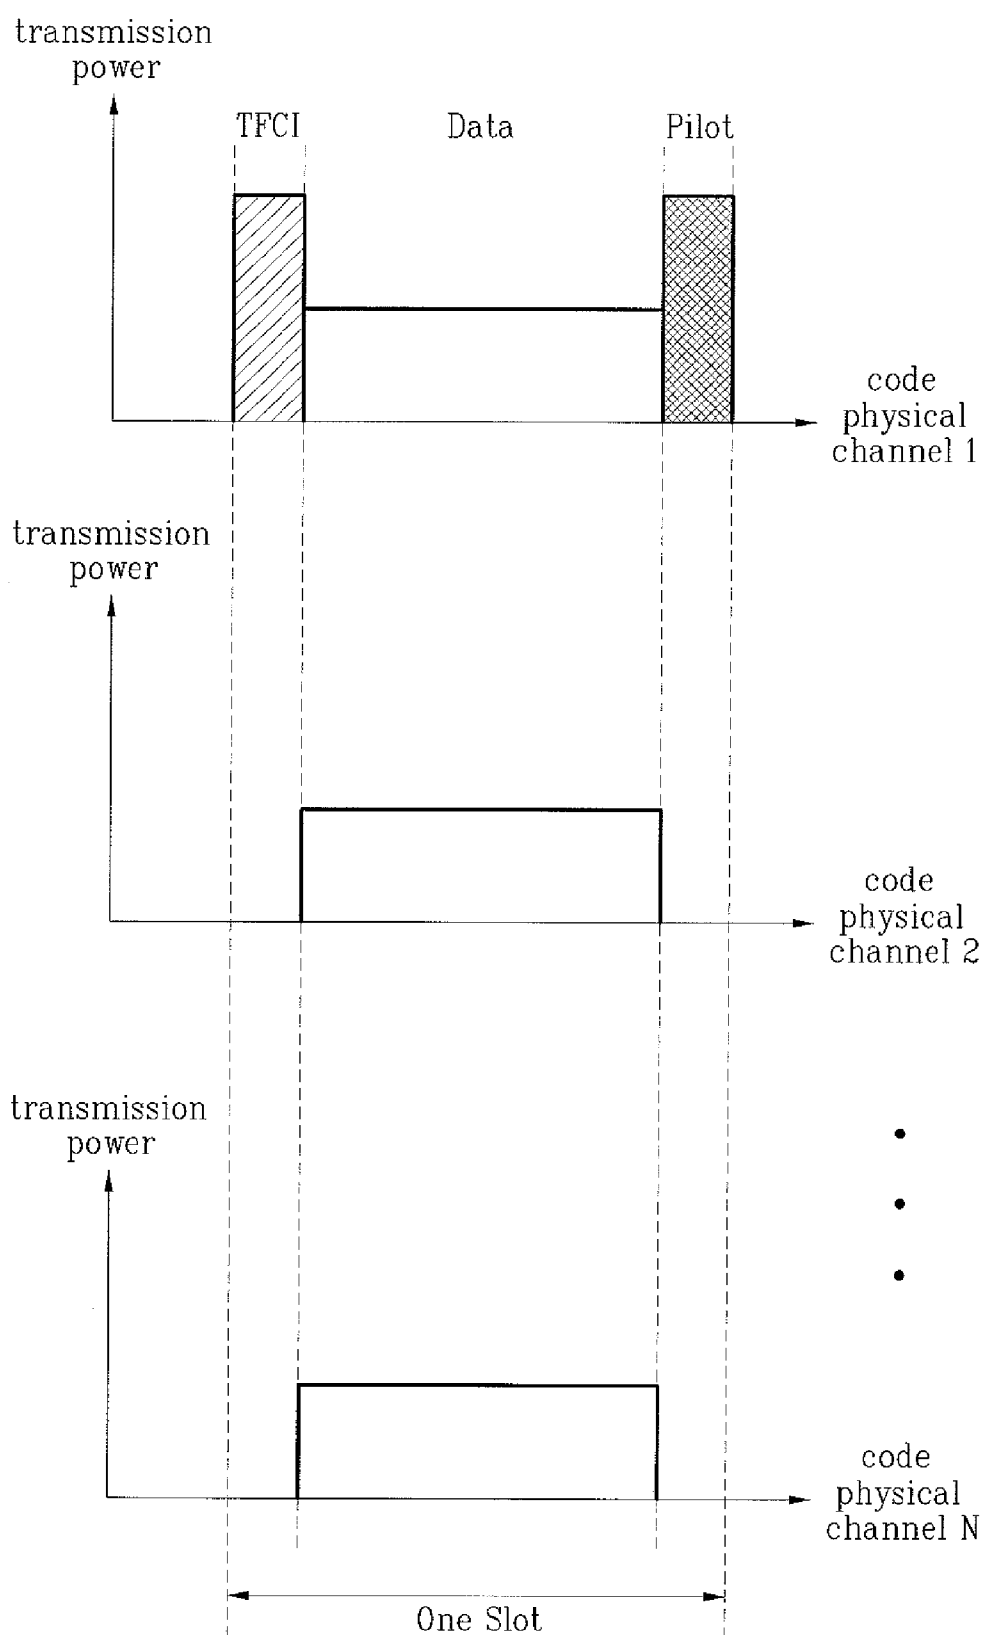 transmission
power
TFCI Data Pilot
code
physical
channel 1
transmission
power
code
physical
channel 2
transmission
power
code
physical
channel N
One Slot